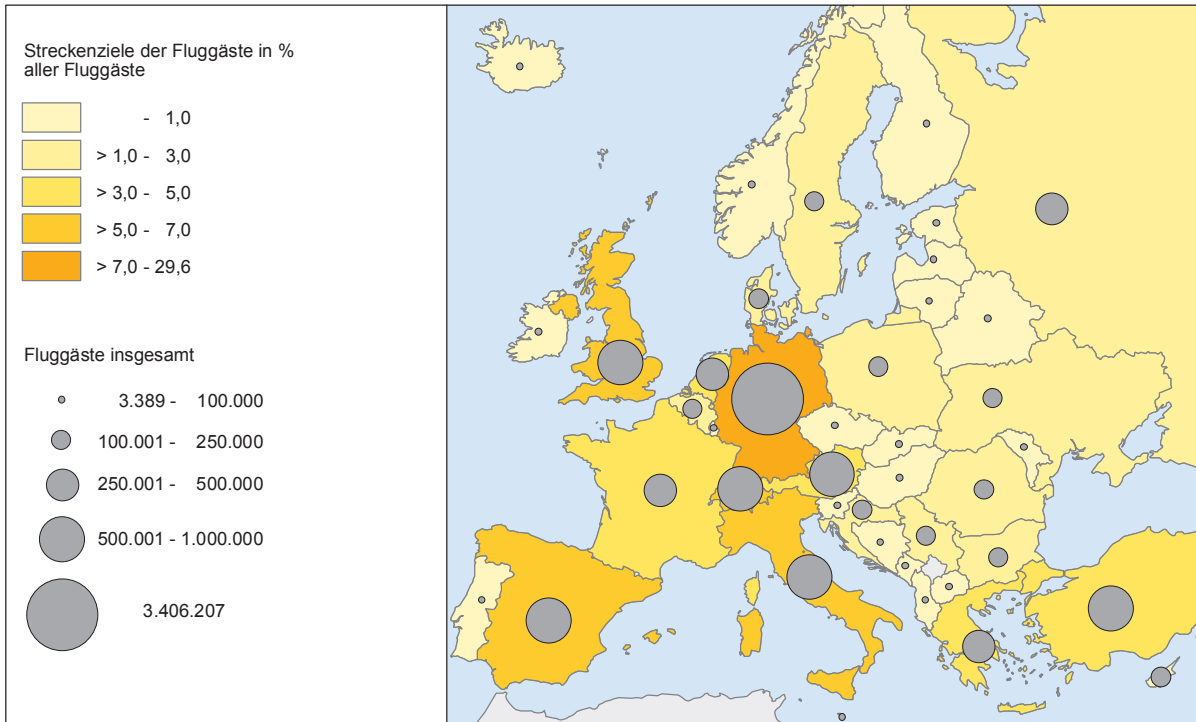 Streckenziele der Fluggäste in %
aller Fluggäste
- 1,0
> 1,0 - 3,0
> 3,0 - 5,0
> 5,0 - 7,0
> 7,0 - 29,6
Fluggäste insgesamt
3.389 - 100.000
100.001 - 250.000
250.001 - 500.000
500.001 - 1.000.000
3.406.207